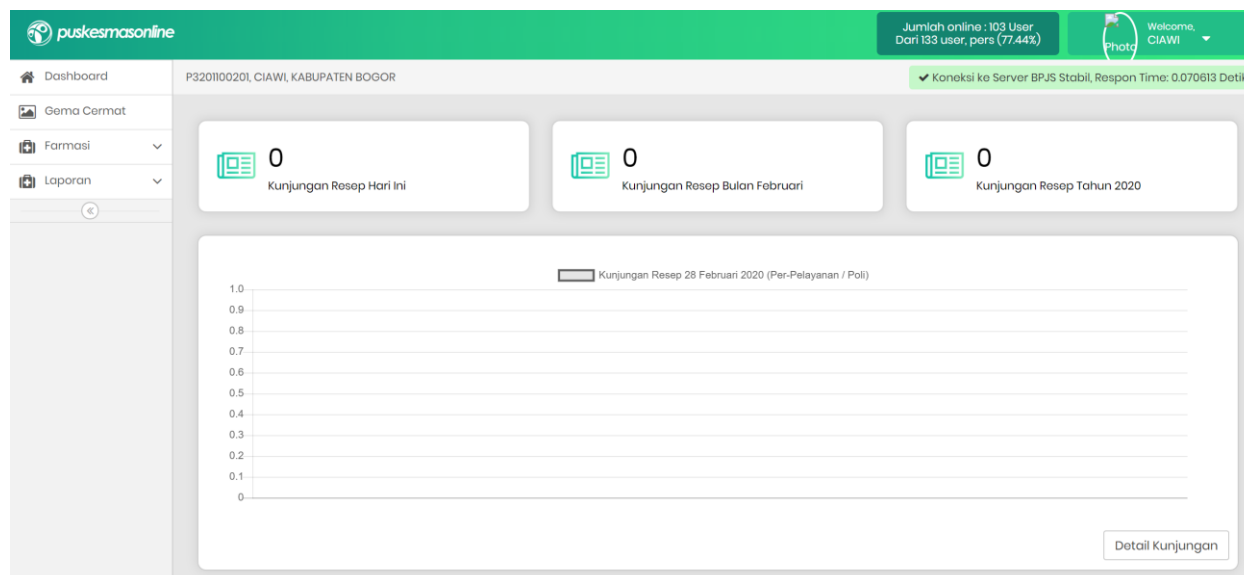 puskesmasonline
Jumlah online : 103 User
Dari 133 user, pers (77.44%)
Photo
Welcome,
CIAWI
Dashboard
P3201100201, CIAWI, KABUPATEN BOGOR
Koneksi ke Server BPJS Stabil, Respon Time: 0.070613 Detik
Gema Cermat
Farmasi
Laporan
0
Kunjungan Resep Hari Ini
0
Kunjungan Resep Bulan Februari
0
Kunjungan Resep Tahun 2020
Kunjungan Resep 28 Februari 2020 (Per-Pelayanan / Poli)
1.0
0.9
0.8
0.7
0.6
0.5
0.4
0.3
0.2
0.1
0
Detail Kunjungan